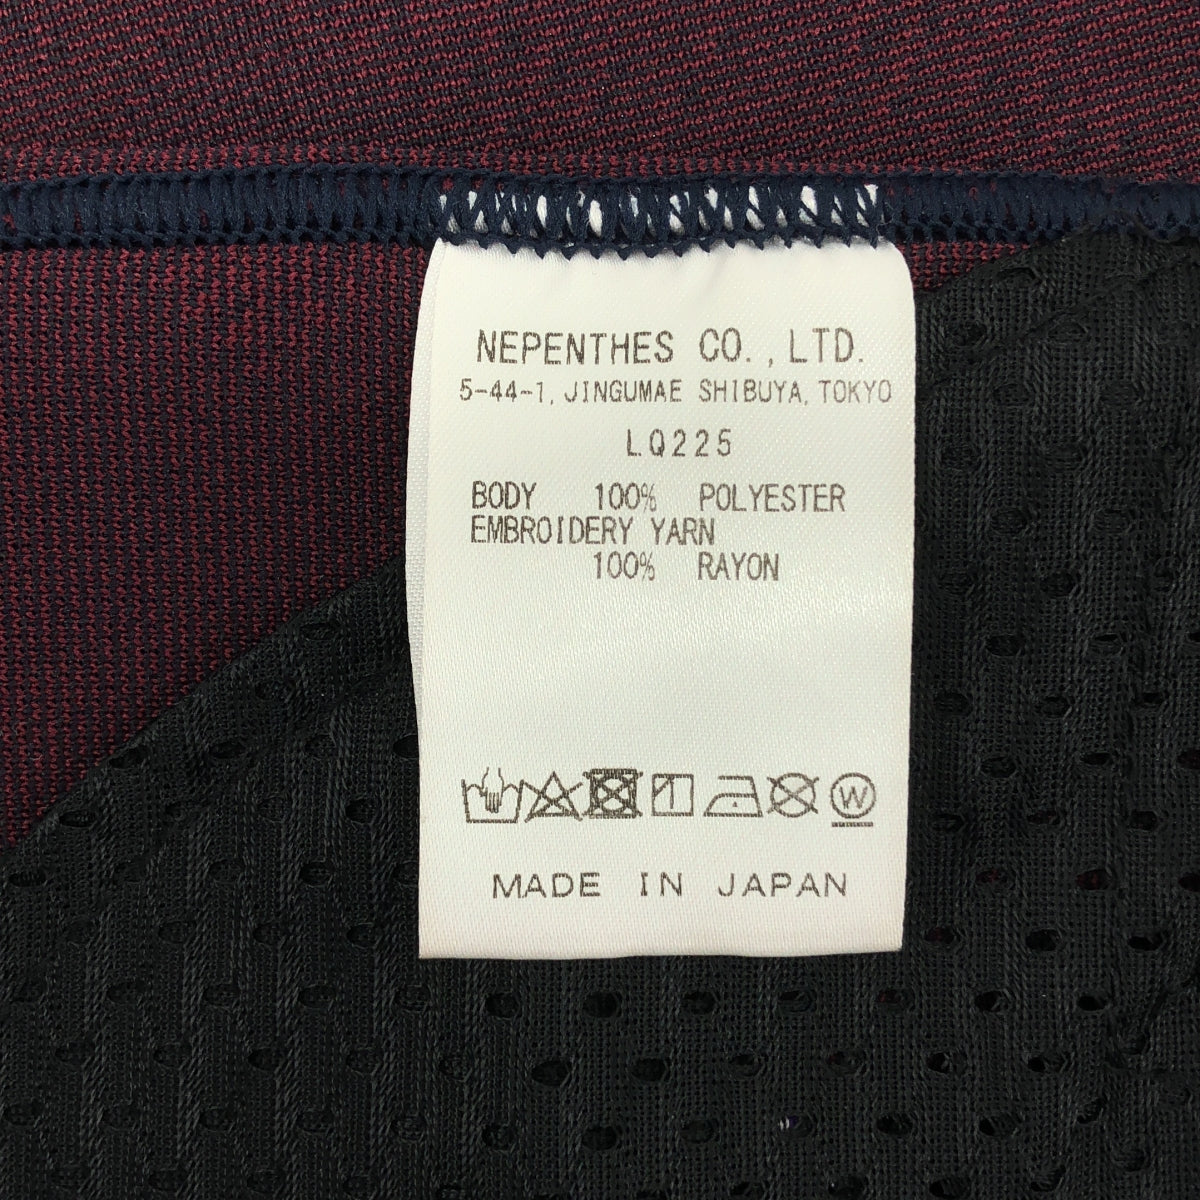 NEPENTHES CO.,LTD.
5-44-1, JINGUMAE SHIBUYA, TOKYO
LQ225
BODY 100% POLYESTER
EMBROIDERY YARN
100% RAYON
W
MADE IN JAPAN